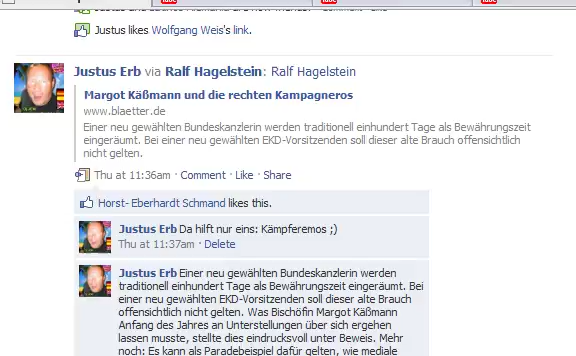 Justus likes Wolfgang Weis's link.
Justus Erb via Ralf Hagelstein: Ralf Hagelstein
Margot Käßmann und die rechten Kampagneros
www.blaetter.de
Einer neu gewählten Bundeskanzlerin werden traditionell einhundert Tage als Bewährungszeit
eingeräumt. Bei einer neu gewählten EKD-Vorsitzenden soll dieser alte Brauch offensichtlich
nicht gelten.
Thu at 11:36am · Comment · Like · Share
Horst- Eberhardt Schmand likes this.
Justus Erb Da hilft nur eins: Kämpferemos ;)
Thu at 11:37am · Delete
Justus Erb Einer neu gewählten Bundeskanzlerin werden
traditionell einhundert Tage als Bewährungszeit eingeräumt. Bei
einer neu gewählten EKD-Vorsitzenden soll dieser alte Brauch
offensichtlich nicht gelten. Was Bischöfin Margot Käßmann
Anfang des Jahres an Unterstellungen über sich ergehen
lassen musste, stellte dies eindrucksvoll unter Beweis. Mehr
noch: Es kann als Paradebeispiel dafür gelten, wie mediale